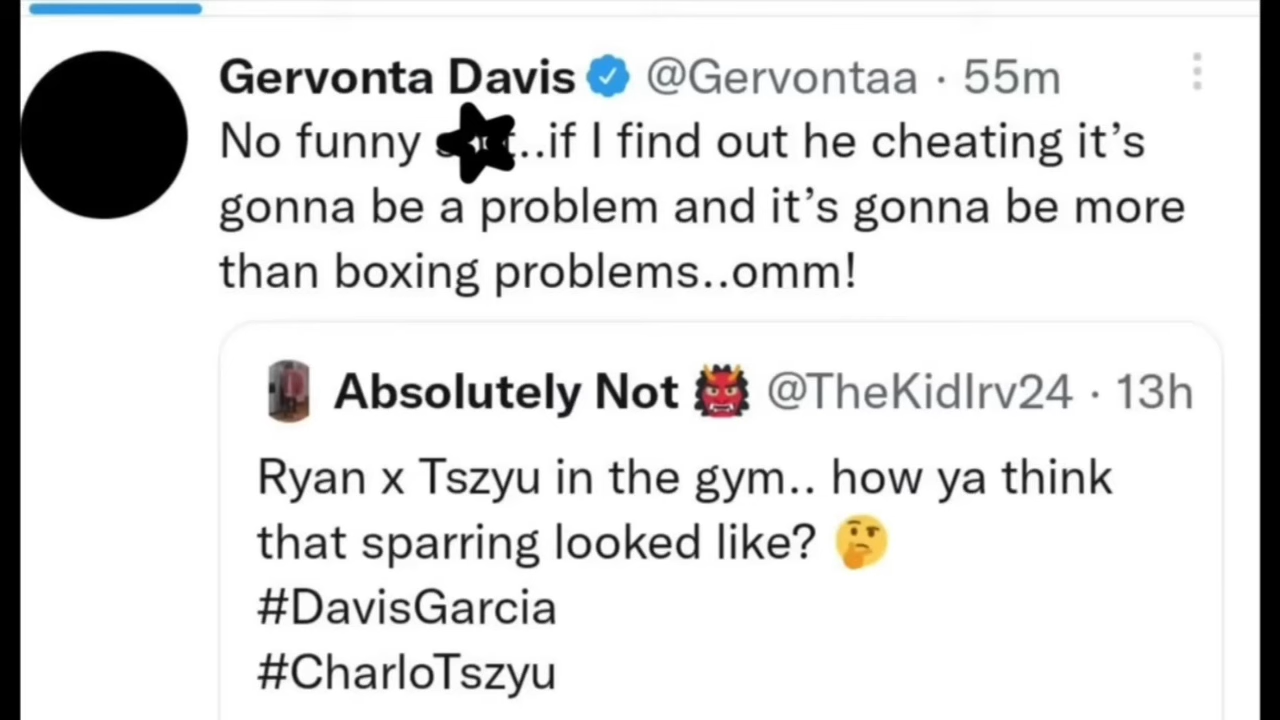 Gervonta Davis @Gervontaa · 55m
No funny ..if I find out he cheating it’s
gonna be a problem and it’s gonna be more
than boxing problems..omm!
Absolutely Not 👹 @TheKidIrv24 · 13h
Ryan x Tszyu in the gym.. how ya think
that sparring looked like? 🤔
#DavisGarcia
#CharloTszyu